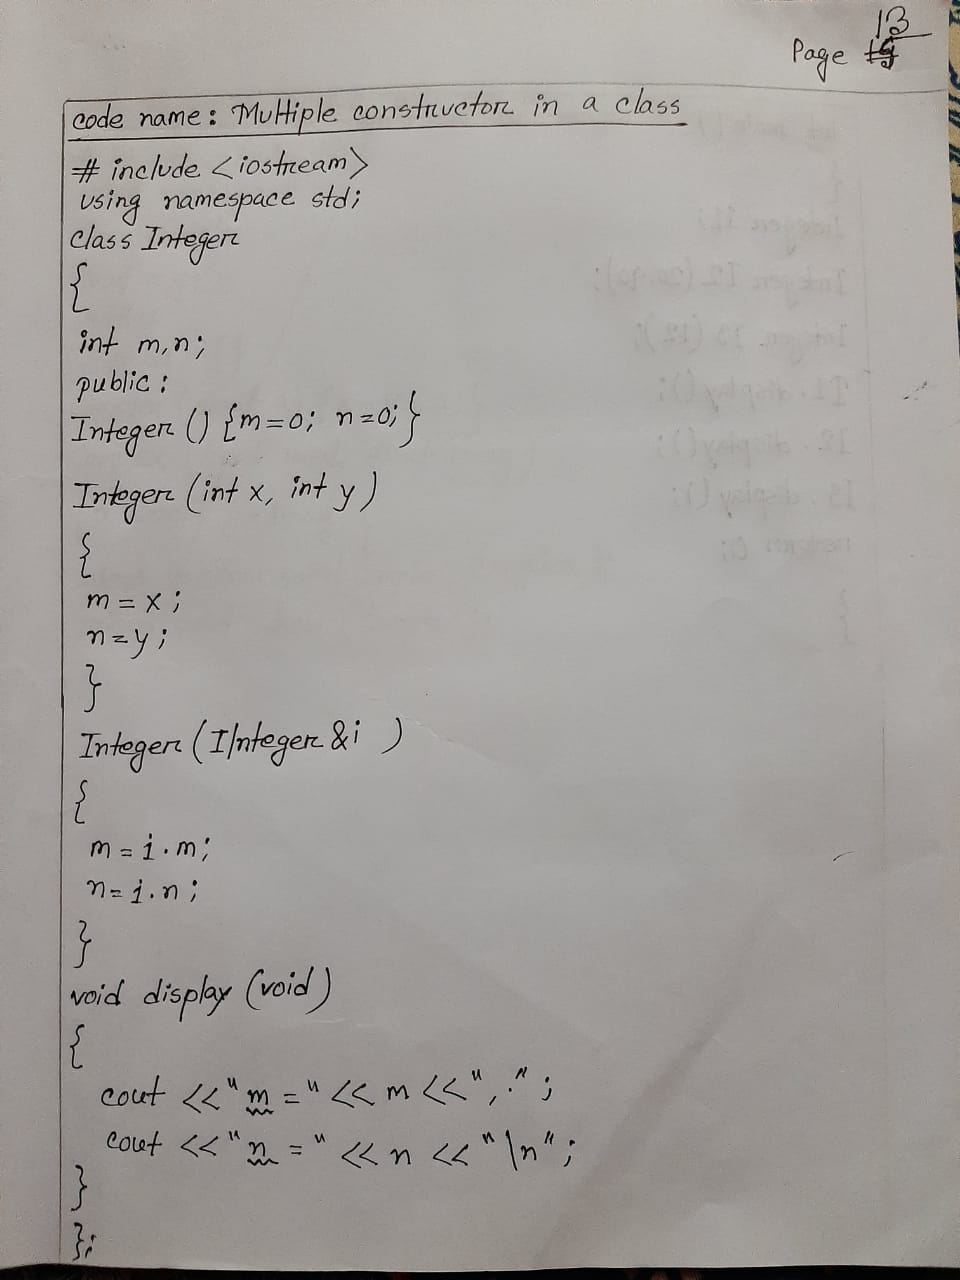 13
Page
code name: Multiple constructor in a class
# include <iostream>
using namespace std;
class Integer
{
int m,n;
public:
Integer () {m=0; n=0;}
Integer (int x, int y)
{
m = x;
n=y;
}
Integer (I/nteger &i )
{
m = i.m;
n= i.n;
}
void display (void)
{
cout <<"m =" << m <<", ." ;
cout <<"n =" << n <<"\n";
}
};